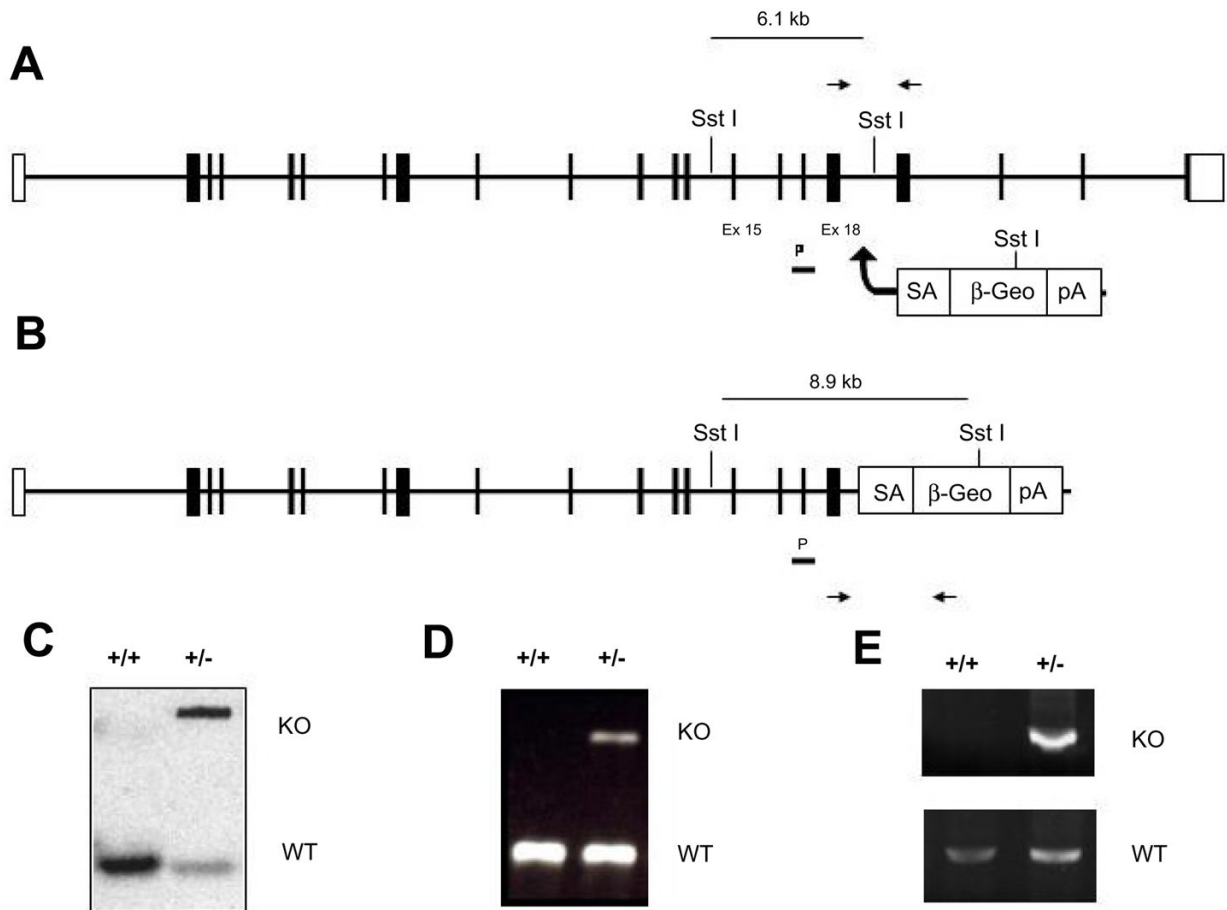 A
6.1 kb
Sst I Sst I
Ex 15 Ex 18
P
Sst I
SA β-Geo pA
B
8.9 kb
Sst I Sst I
SA β-Geo pA
P
C +/+ +/-
KO
WT
D +/+ +/-
KO
WT
E +/+ +/-
KO
WT